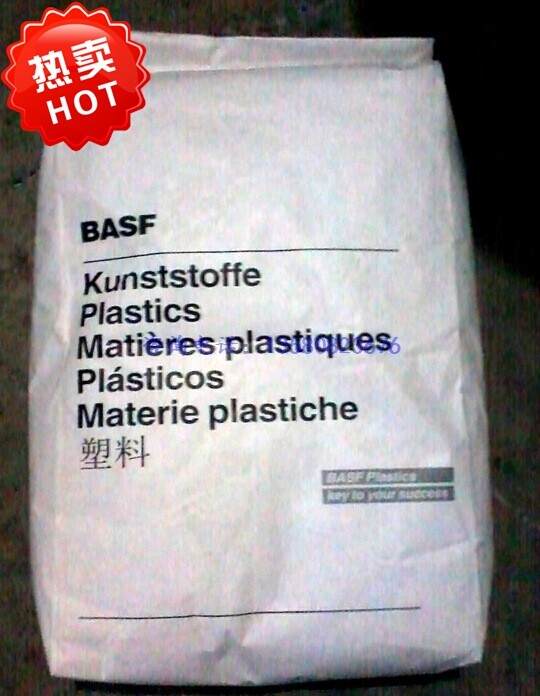 热卖
HOT
BASF
Kunststoffe
Plastics
Matières plastiques
Plásticos
Materie plastiche
塑料
BASF Plastics
key to your success